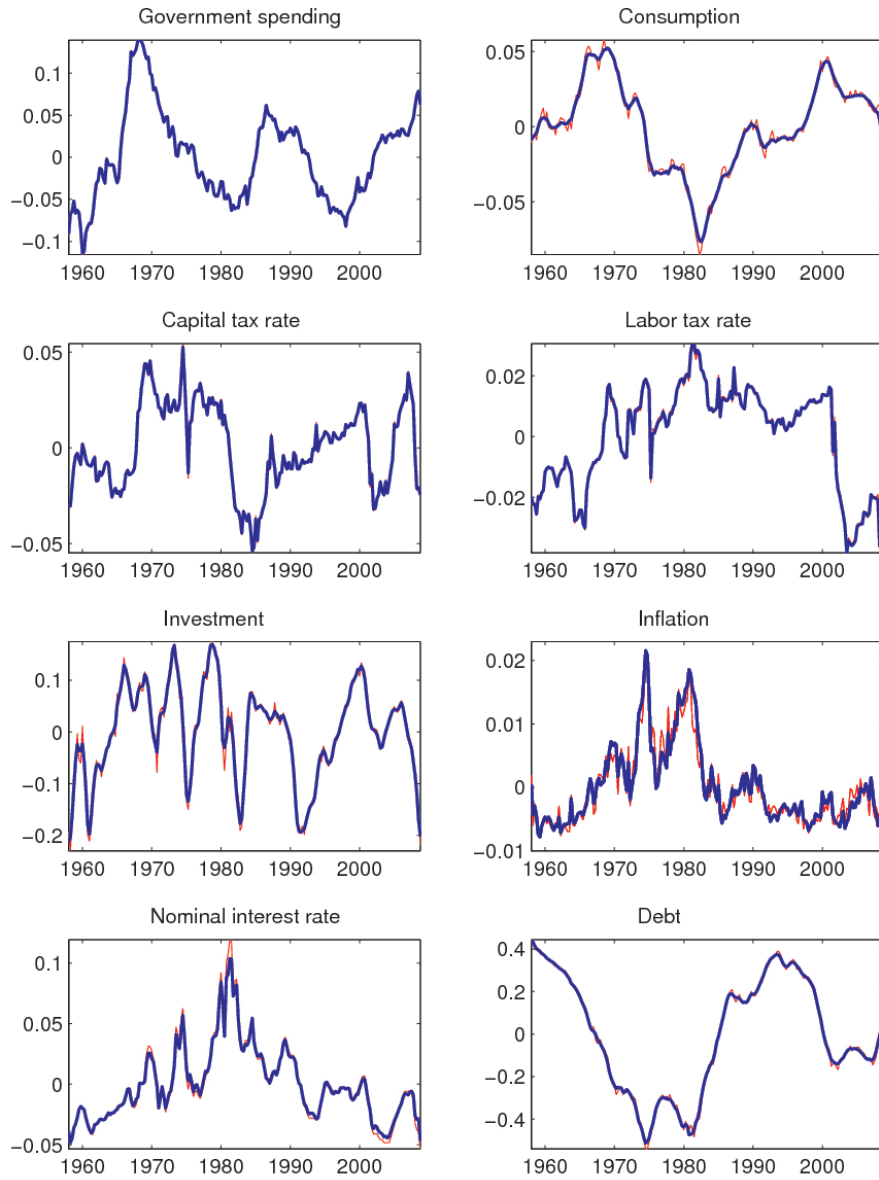 Government spending
0.1
0.05
0
−0.05
−0.1
1960 1970 1980 1990 2000
Consumption
0.05
0
−0.05
1960 1970 1980 1990 2000
Capital tax rate
0.05
0
−0.05
1960 1970 1980 1990 2000
Labor tax rate
0.02
0
−0.02
1960 1970 1980 1990 2000
Investment
0.1
0
−0.1
−0.2
1960 1970 1980 1990 2000
Inflation
0.02
0.01
0
−0.01
1960 1970 1980 1990 2000
Nominal interest rate
0.1
0.05
0
−0.05
1960 1970 1980 1990 2000
Debt
0.4
0.2
0
−0.2
−0.4
1960 1970 1980 1990 2000